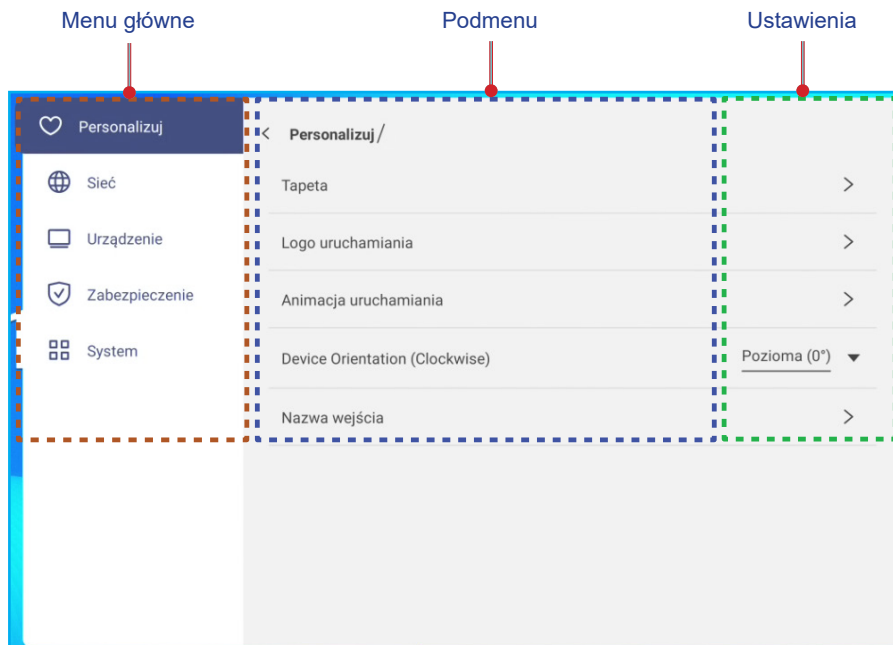 Menu główne
Podmenu
Ustawienia
Personalizuj
Sieć
Urządzenie
Zabezpieczenie
System
< Personalizuj/
Tapeta
Logo uruchamiania
Animacja uruchamiania
Device Orientation (Clockwise)
Pozioma (0°)
Nazwa wejścia